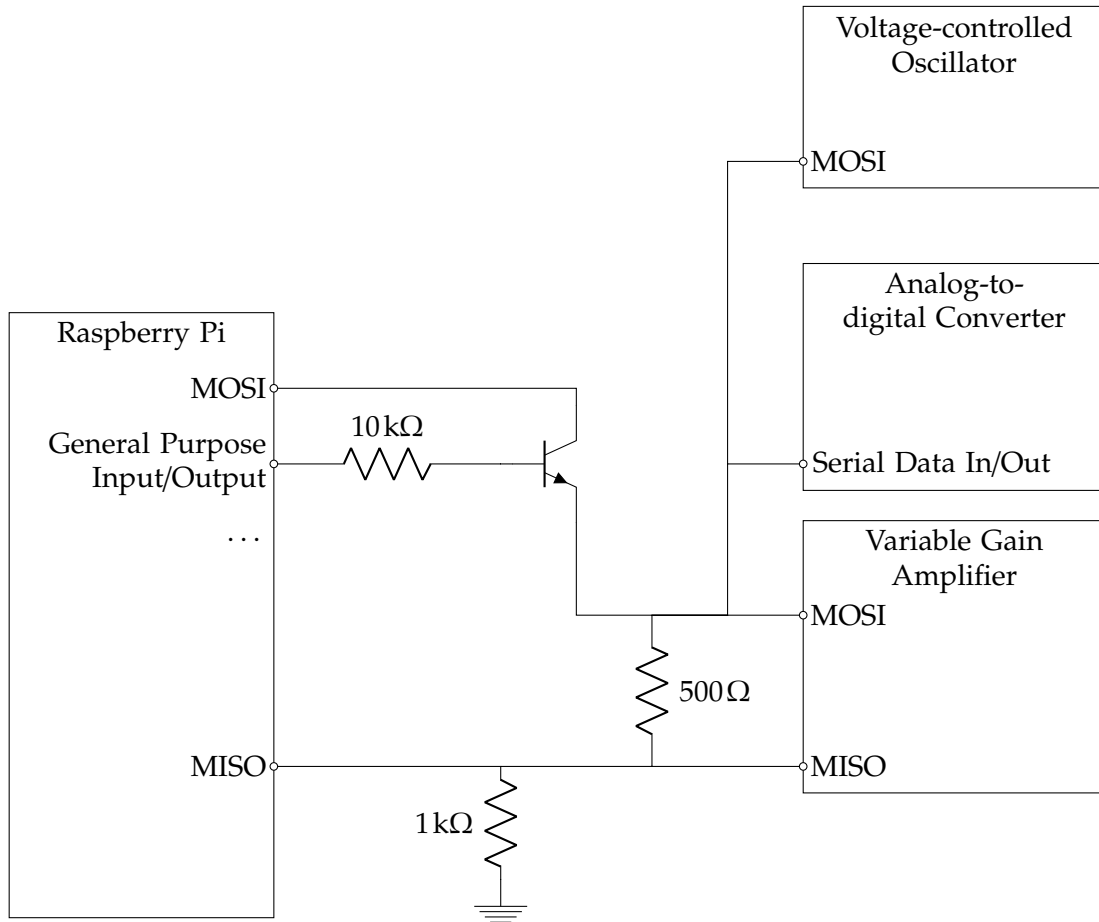 Voltage-controlled
Oscillator
MOSI
Analog-to-
digital Converter
Serial Data In/Out
Raspberry Pi
MOSI
General Purpose
Input/Output
. . .
MISO
10 kΩ
Variable Gain
Amplifier
MOSI
500 Ω
MISO
1 kΩ